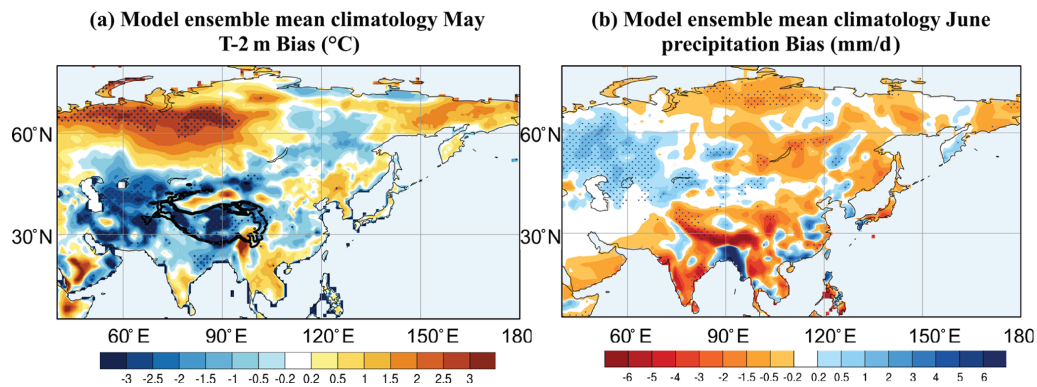 (a) Model ensemble mean climatology May
T-2 m Bias (°C)
(b) Model ensemble mean climatology June
precipitation Bias (mm/d)
60°N
30°N
60°E
90°E
120°E
150°E
180
-3 -2.5 -2 -1.5 -1 -0.5 -0.2 0.2 0.5 1 1.5 2 2.5 3
60°N
30°N
60°E
90°E
120°E
150°E
180
-6 -5 -4 -3 -2 -1.5 -0.5 -0.2 0.2 0.5 1 2 3 4 5 6